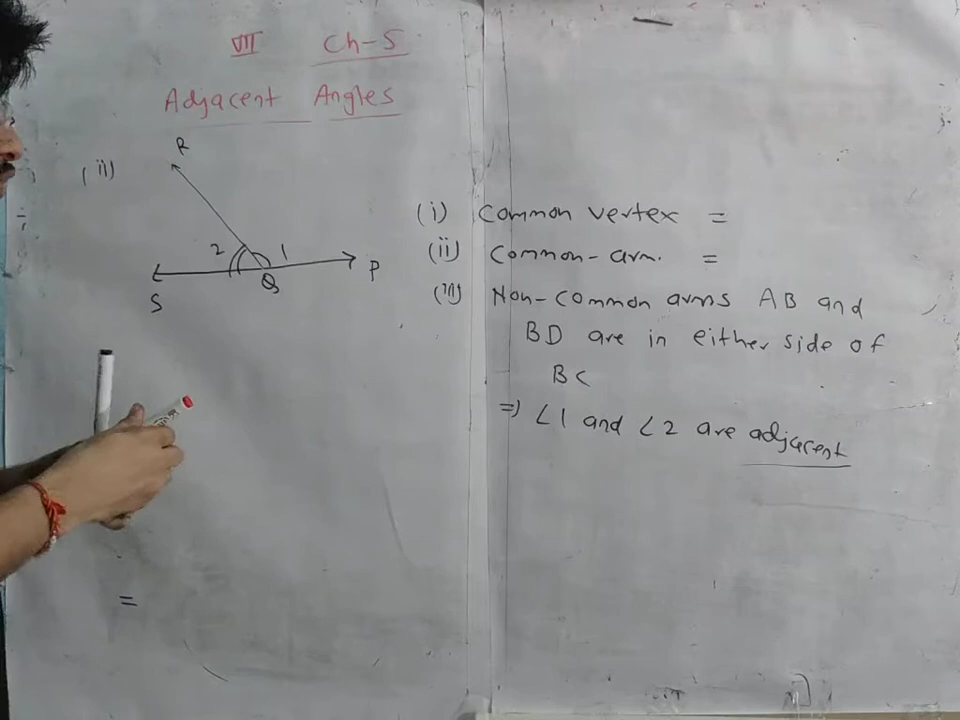 VII Ch-5
Adjacent Angles
(ii)
R
2 1
S Q P
(i) Common vertex =
(ii) Common-arm. =
(iii) Non-Common arms AB and
BD are in either side of
BC
=> ∠1 and ∠2 are adjacent
=